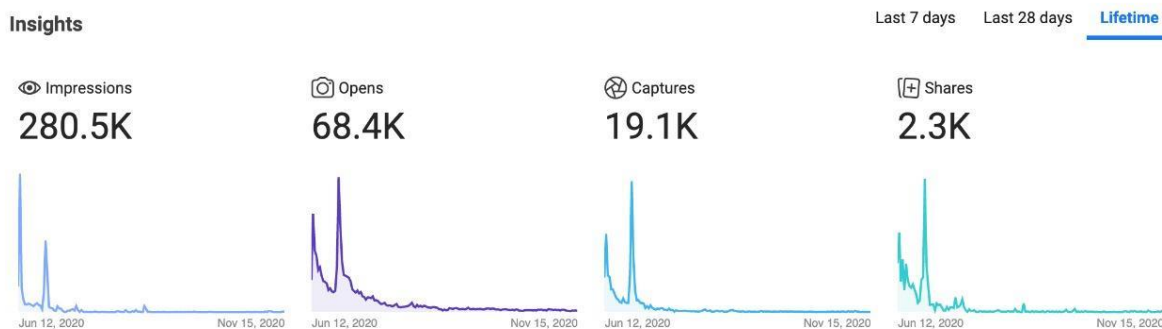 Insights
Last 7 days Last 28 days Lifetime
Impressions Opens Captures Shares
280.5K 68.4K 19.1K 2.3K
Jun 12, 2020 Nov 15, 2020 Jun 12, 2020 Nov 15, 2020 Jun 12, 2020 Nov 15, 2020 Jun 12, 2020 Nov 15, 2020